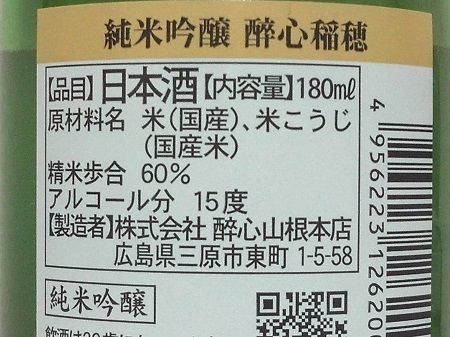 純米吟醸 醉心稲穂
【品目】日本酒【内容量】180㎖
原材料名 米(国産)、米こうじ
(国産米)
精米歩合 60%
アルコール分 15度
【製造者】株式会社 醉心山根本店
広島県三原市東町 1-5-58
純米吟醸
4 956223 12620